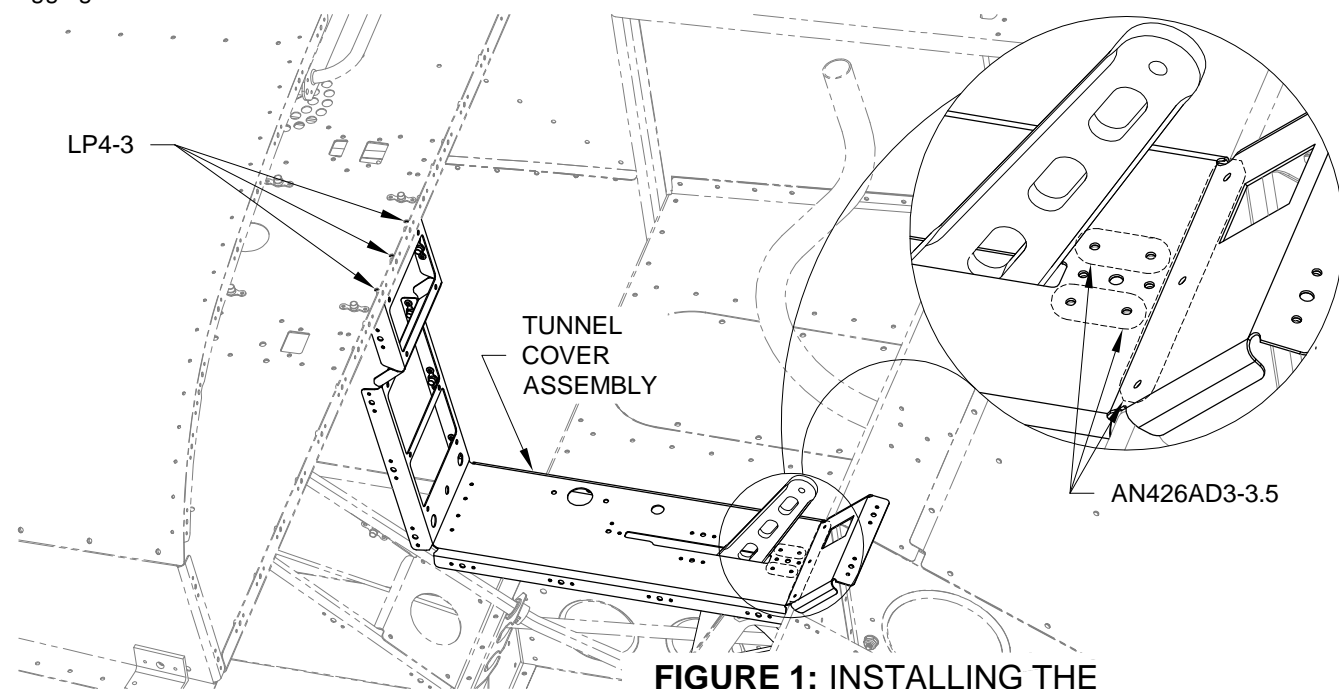 LP4-3
TUNNEL
COVER
ASSEMBLY
AN426AD3-3.5
FIGURE 1: INSTALLING THE